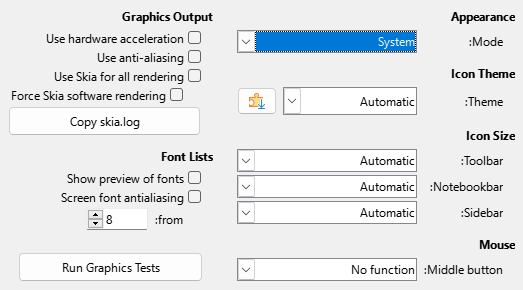 Appearance
Mode:
System
Icon Theme
Theme:
Automatic
Icon Size
Toolbar:
Automatic
Notebookbar:
Automatic
Sidebar:
Automatic
Mouse
Middle button:
No function
Graphics Output
Use hardware acceleration
Use anti-aliasing
Use Skia for all rendering
Force Skia software rendering
Copy skia.log
Font Lists
Show preview of fonts
Screen font antialiasing
from:
8
Run Graphics Tests